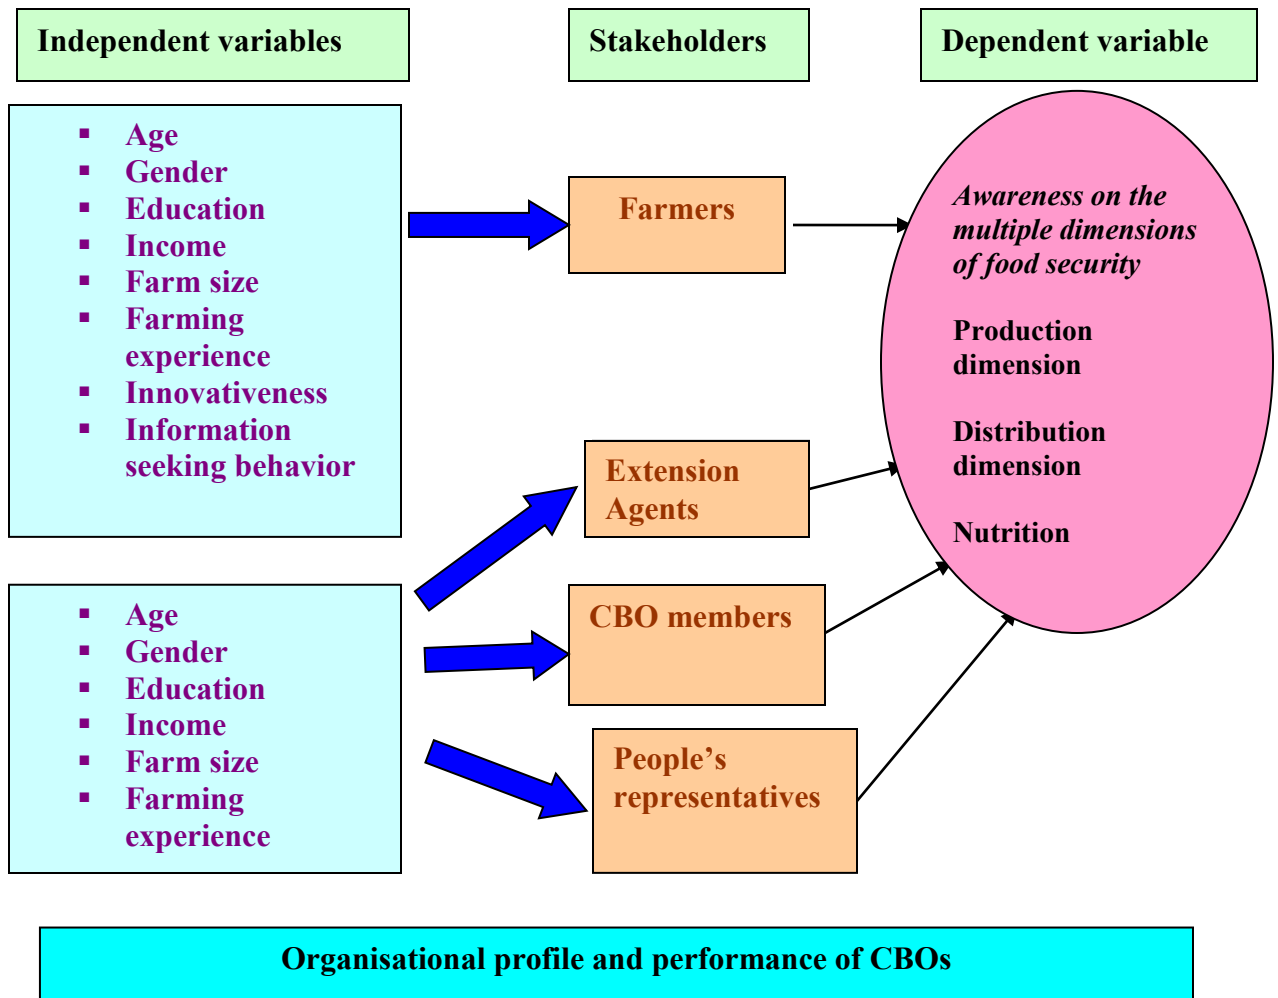 Independent variables
Stakeholders
Dependent variable
▪ Age
▪ Gender
▪ Education
▪ Income
▪ Farm size
▪ Farming
experience
▪ Innovativeness
▪ Information
seeking behavior
Farmers
Awareness on the
multiple dimensions
of food security
Production
dimension
Distribution
dimension
Nutrition
Extension
Agents
▪ Age
▪ Gender
▪ Education
▪ Income
▪ Farm size
▪ Farming
experience
CBO members
People’s
representatives
Organisational profile and performance of CBOs